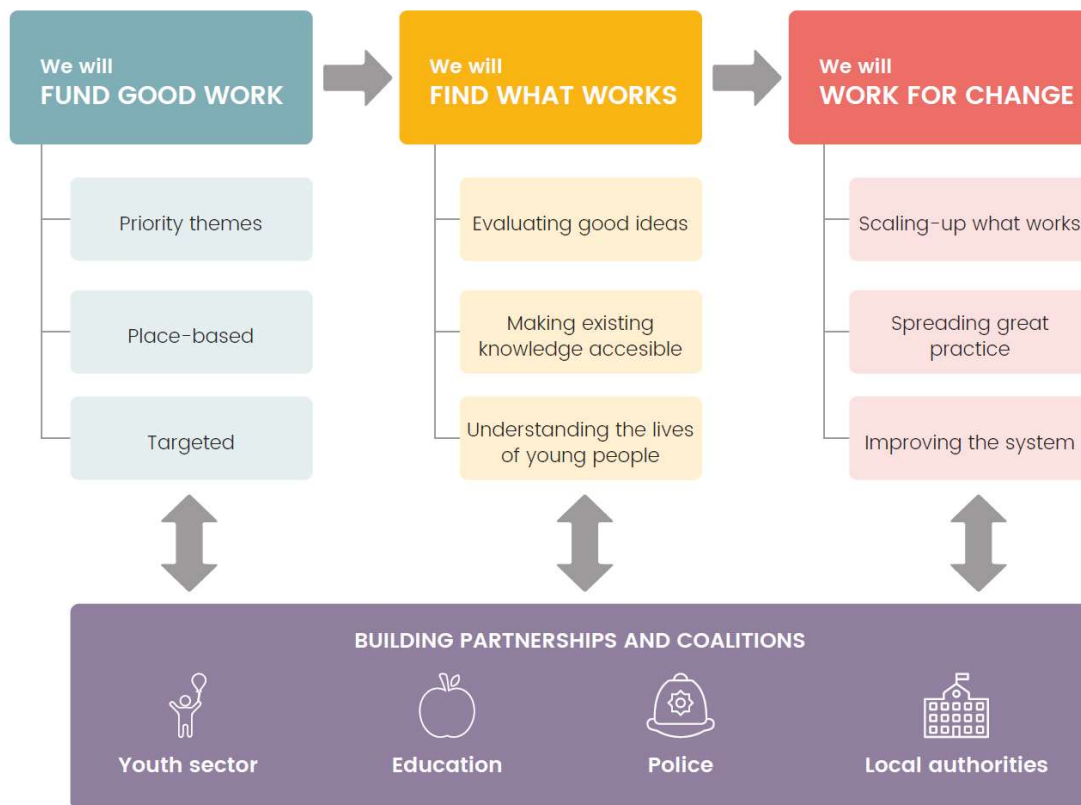 We will
FUND GOOD WORK
We will
FIND WHAT WORKS
We will
WORK FOR CHANGE
Priority themes
Place-based
Targeted
Evaluating good ideas
Making existing
knowledge accesible
Understanding the lives
of young people
Scaling-up what works
Spreading great
practice
Improving the system
BUILDING PARTNERSHIPS AND COALITIONS
Youth sector
Education
Police
Local authorities